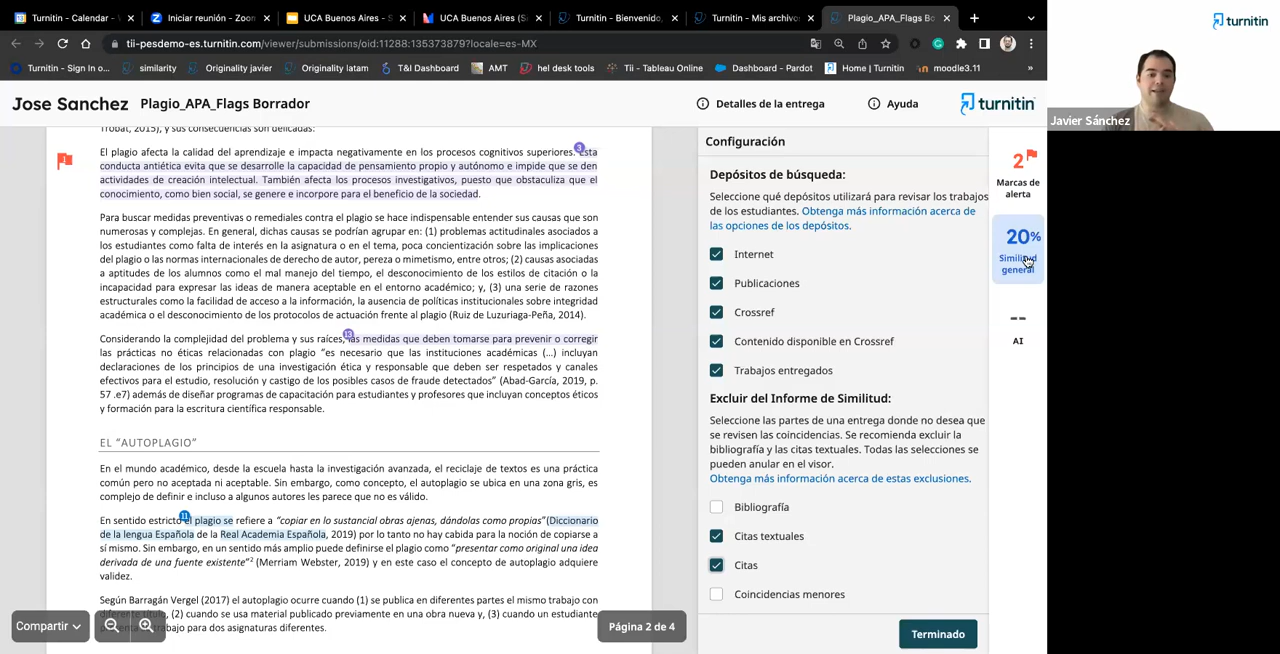 Turnitin - Calendar -
Iniciar reunión - Zoom
UCA Buenos Aires - S
UCA Buenos Aires (S
Turnitin - Bienvenido,
Turnitin - Mis archivo
Plagio_APA_Flags Bo
tii-pesdemo-es.turnitin.com/viewer/submissions/oid:11288:135373879?locale=es-MX
Turnitin - Sign In o...
similarity
Originality javier
Originality latam
T&I Dashboard
AMT
hel desk tools
Tii - Tableau Online
Dashboard - Pardot
Home | Turnitin
moodle3.11
»
turnitin
Javier Sánchez
Jose Sanchez
Plagio_APA_Flags Borrador
Detalles de la entrega
Ayuda
turnitin
Trobat, 2015), y sus consecuencias son delicadas:
El plagio afecta la calidad del aprendizaje e impacta negativamente en los procesos cognitivos superiores. Esta
3
conducta antiética evita que se desarrolle la capacidad de pensamiento propio y autónomo e impide que se den
actividades de creación intelectual. También afecta los procesos investigativos, puesto que obstaculiza que el
conocimiento, como bien social, se genere e incorpore para el beneficio de la sociedad.
Para buscar medidas preventivas o remediales contra el plagio se hace indispensable entender sus causas que son
numerosas y complejas. En general, dichas causas se podrían agrupar en: (1) problemas actitudinales asociados a
los estudiantes como falta de interés en la asignatura o en el tema, poca concientización sobre las implicaciones
del plagio o las normas internacionales de derecho de autor, pereza o mimetismo, entre otros; (2) causas asociadas
a aptitudes de los alumnos como el mal manejo del tiempo, el desconocimiento de los estilos de citación o la
incapacidad para expresar las ideas de manera aceptable en el entorno académico; y, (3) una serie de razones
estructurales como la facilidad de acceso a la información, la ausencia de políticas institucionales sobre integridad
académica o el desconocimiento de los protocolos de actuación frente al plagio (Ruiz de Luzuriaga-Peña, 2014).
13
Considerando la complejidad del problema y sus raíces, las medidas que deben tomarse para prevenir o corregir
las prácticas no éticas relacionadas con plagio “es necesario que las instituciones académicas (...) incluyan
declaraciones de los principios de una investigación ética y responsable que deben ser respetados y canales
efectivos para el estudio, resolución y castigo de los posibles casos de fraude detectados” (Abad-García, 2019, p.
57 .e7) además de diseñar programas de capacitación para estudiantes y profesores que incluyan conceptos éticos
y formación para la escritura científica responsable.
EL “AUTOPLAGIO”
En el mundo académico, desde la escuela hasta la investigación avanzada, el reciclaje de textos es una práctica
común pero no aceptada ni aceptable. Sin embargo, como concepto, el autoplagio se ubica en una zona gris, es
complejo de definir e incluso a algunos autores les parece que no es válido.
11
En sentido estricto el plagio se refiere a “copiar en lo sustancial obras ajenas, dándolas como propias”(Diccionario
de la lengua Española de la Real Academia Española, 2019) por lo tanto no hay cabida para la noción de copiarse a
sí mismo. Sin embargo, en un sentido más amplio puede definirse el plagio como “presentar como original una idea
derivada de una fuente existente”2 (Merriam Webster, 2019) y en este caso el concepto de autoplagio adquiere
validez.
Según Barragán Vergel (2017) el autoplagio ocurre cuando (1) se publica en diferentes partes el mismo trabajo con
diferente título, (2) cuando se usa material publicado previamente en una obra nueva y, (3) cuando un estudiante
trabajo para dos asignaturas diferentes.
Compartir
Página 2 de 4
Configuración
Depósitos de búsqueda:
Seleccione qué depósitos utilizará para revisar los trabajos
de los estudiantes. Obtenga más información acerca de
las opciones de los depósitos.
Internet
Publicaciones
Crossref
Contenido disponible en Crossref
Trabajos entregados
Excluir del Informe de Similitud:
Seleccione las partes de una entrega donde no desea que
se revisen las coincidencias. Se recomienda excluir la
bibliografía y las citas textuales. Todas las selecciones se
pueden anular en el visor.
Obtenga más información acerca de estas exclusiones.
Bibliografía
Citas textuales
Citas
Coincidencias menores
Terminado
2
Marcas de
alerta
20%
Similitud
general
--
AI